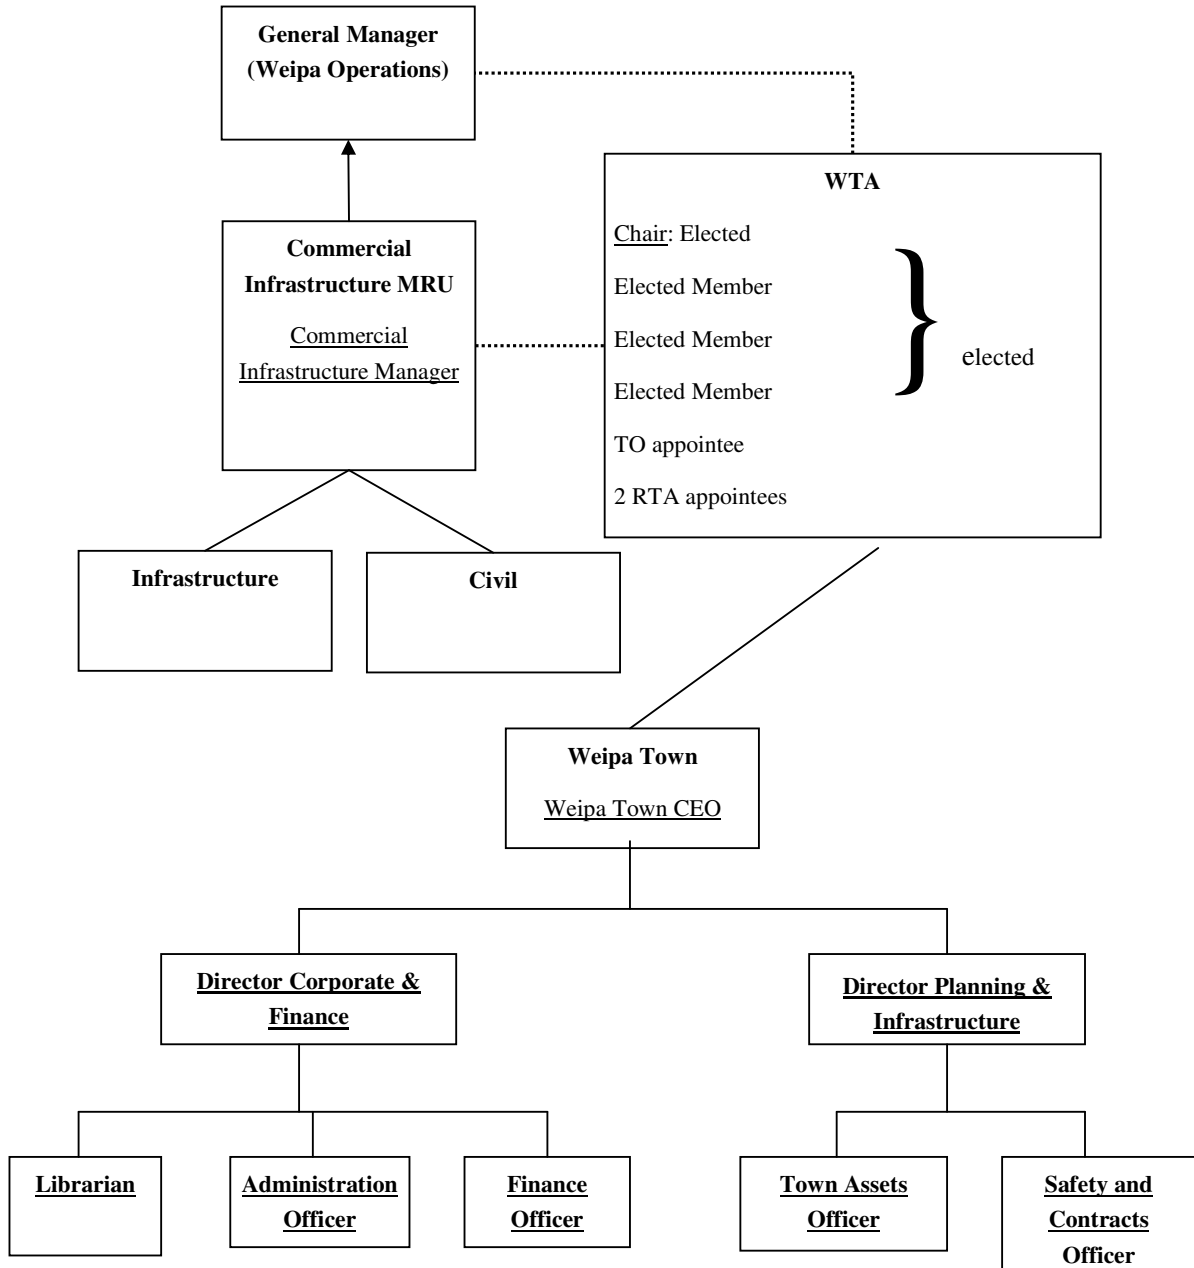 General Manager
(Weipa Operations)
WTA
Chair: Elected
Elected Member
Elected Member
Elected Member
TO appointee
2 RTA appointees
}
elected
Commercial
Infrastructure MRU
Commercial
Infrastructure Manager
Infrastructure
Civil
Weipa Town
Weipa Town CEO
Director Corporate &
Finance
Director Planning &
Infrastructure
Librarian
Administration
Officer
Finance
Officer
Town Assets
Officer
Safety and
Contracts
Officer